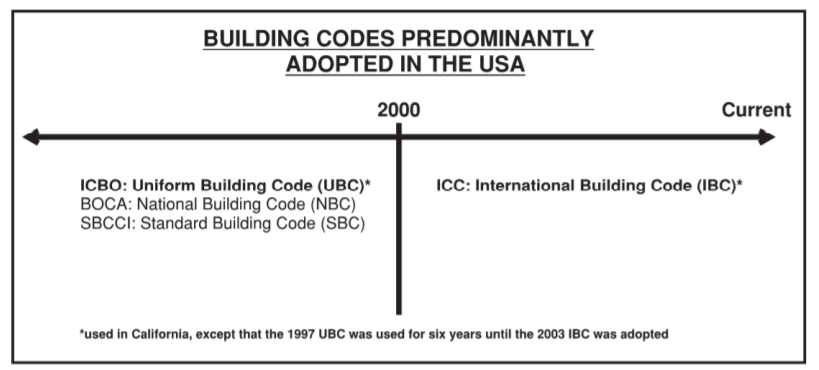 BUILDING CODES PREDOMINANTLY
ADOPTED IN THE USA
2000
Current
ICBO: Uniform Building Code (UBC)*
BOCA: National Building Code (NBC)
SBCCI: Standard Building Code (SBC)
ICC: International Building Code (IBC)*
*used in California, except that the 1997 UBC was used for six years until the 2003 IBC was adopted